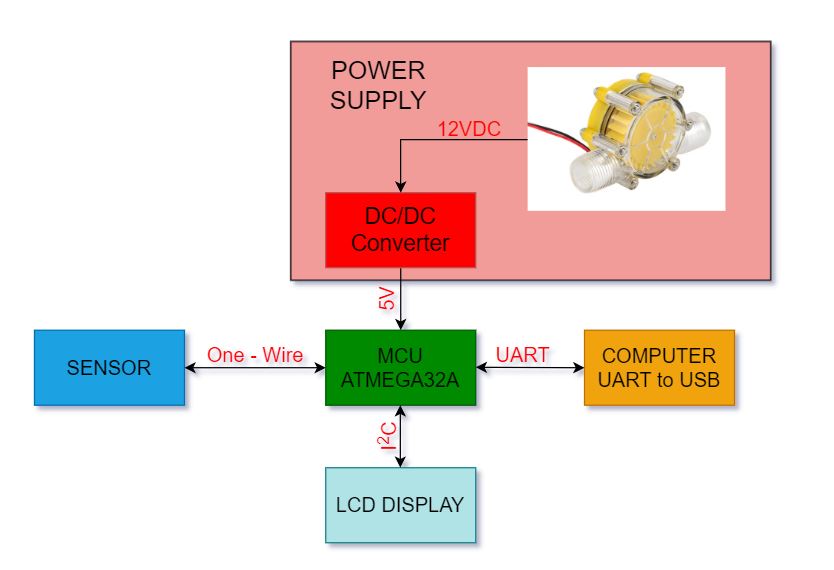 POWER
SUPPLY
12VDC
DC/DC
Converter
5V
SENSOR
One - Wire
MCU
ATMEGA32A
UART
COMPUTER
UART to USB
I²C
LCD DISPLAY